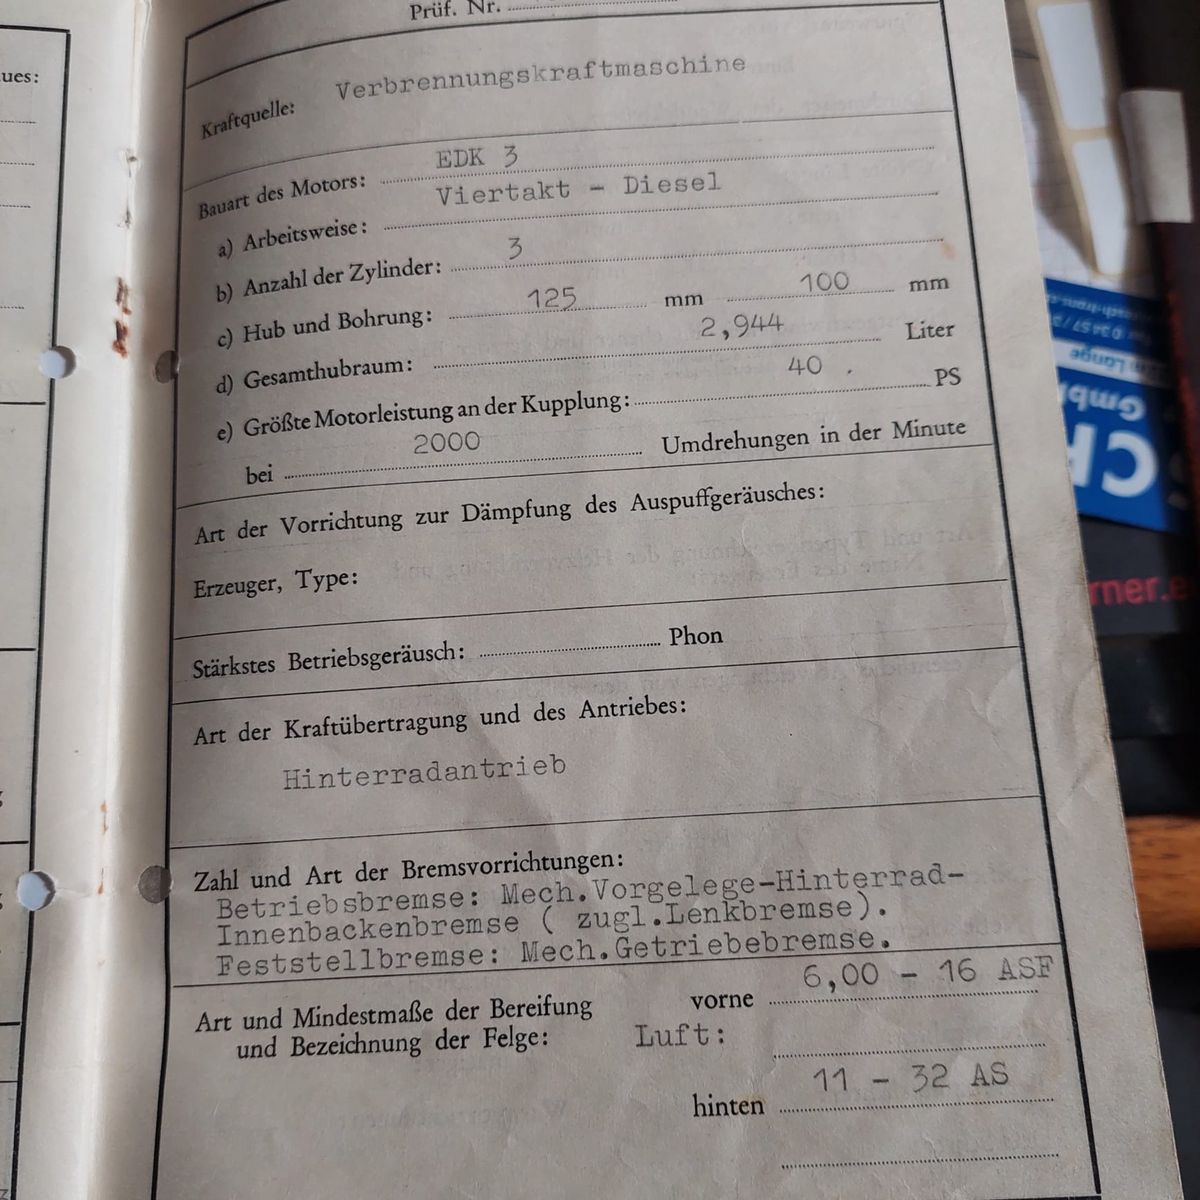 ues:
Prüf. Nr.
Kraftquelle: Verbrennungskraftmaschine
Bauart des Motors: EDK 3
a) Arbeitsweise: Viertakt - Diesel
b) Anzahl der Zylinder: 3
c) Hub und Bohrung: 125 mm 100 mm
d) Gesamthubraum: 2,944 Liter
e) Größte Motorleistung an der Kupplung: 40 PS
bei 2000 Umdrehungen in der Minute
Art der Vorrichtung zur Dämpfung des Auspuffgeräusches:
Erzeuger, Type:
Stärkstes Betriebsgeräusch: Phon
Art der Kraftübertragung und des Antriebes:
Hinterradantrieb
Zahl und Art der Bremsvorrichtungen:
Betriebsbremse: Mech.Vorgelege-Hinterrad-
Innenbackenbremse ( zugl.Lenkbremse).
Feststellbremse: Mech.Getriebebremse.
Art und Mindestmaße der Bereifung vorne 6,00 - 16 ASF
und Bezeichnung der Felge: Luft:
hinten 11 - 32 AS
GmbH
rner.e